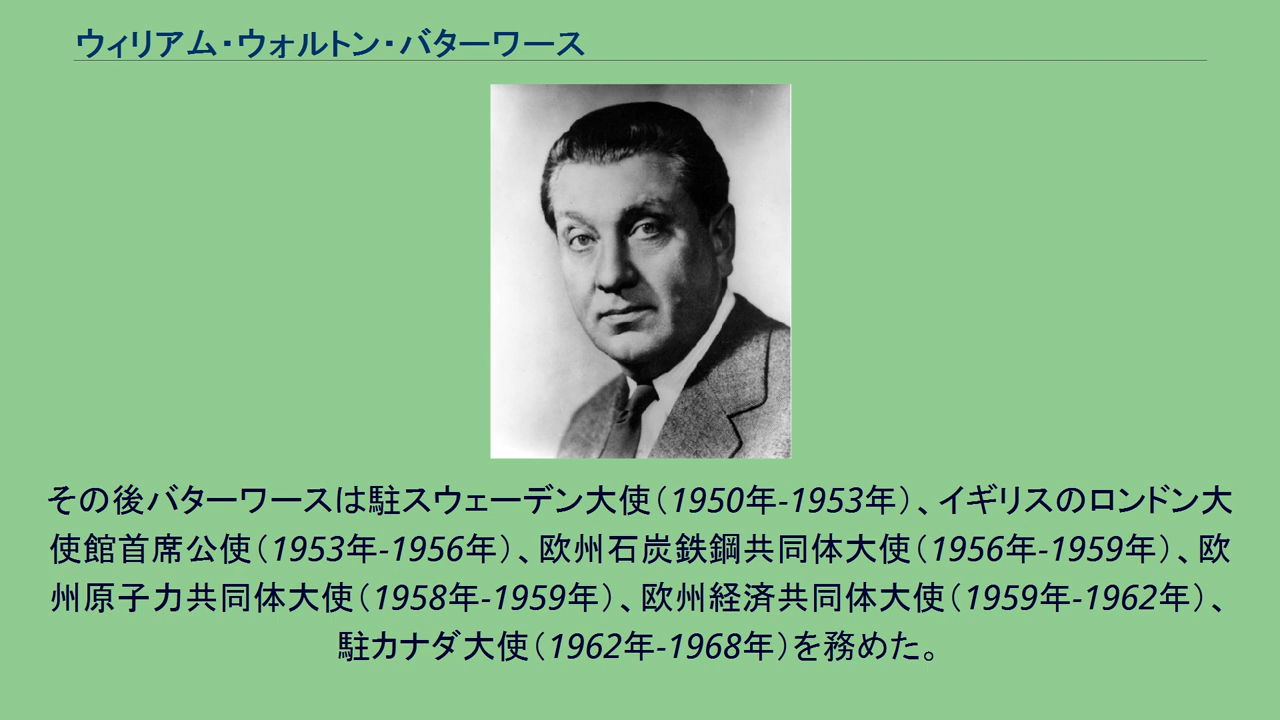 ウィリアム・ウォルトン・バターワース
その後バターワースは駐スウェーデン大使（1950年-1953年）、イギリスのロンドン大
使館首席公使（1953年-1956年）、欧州石炭鉄鋼共同体大使（1956年-1959年）、欧
州原子力共同体大使（1958年-1959年）、欧州経済共同体大使（1959年-1962年）、
駐カナダ大使（1962年-1968年）を務めた。